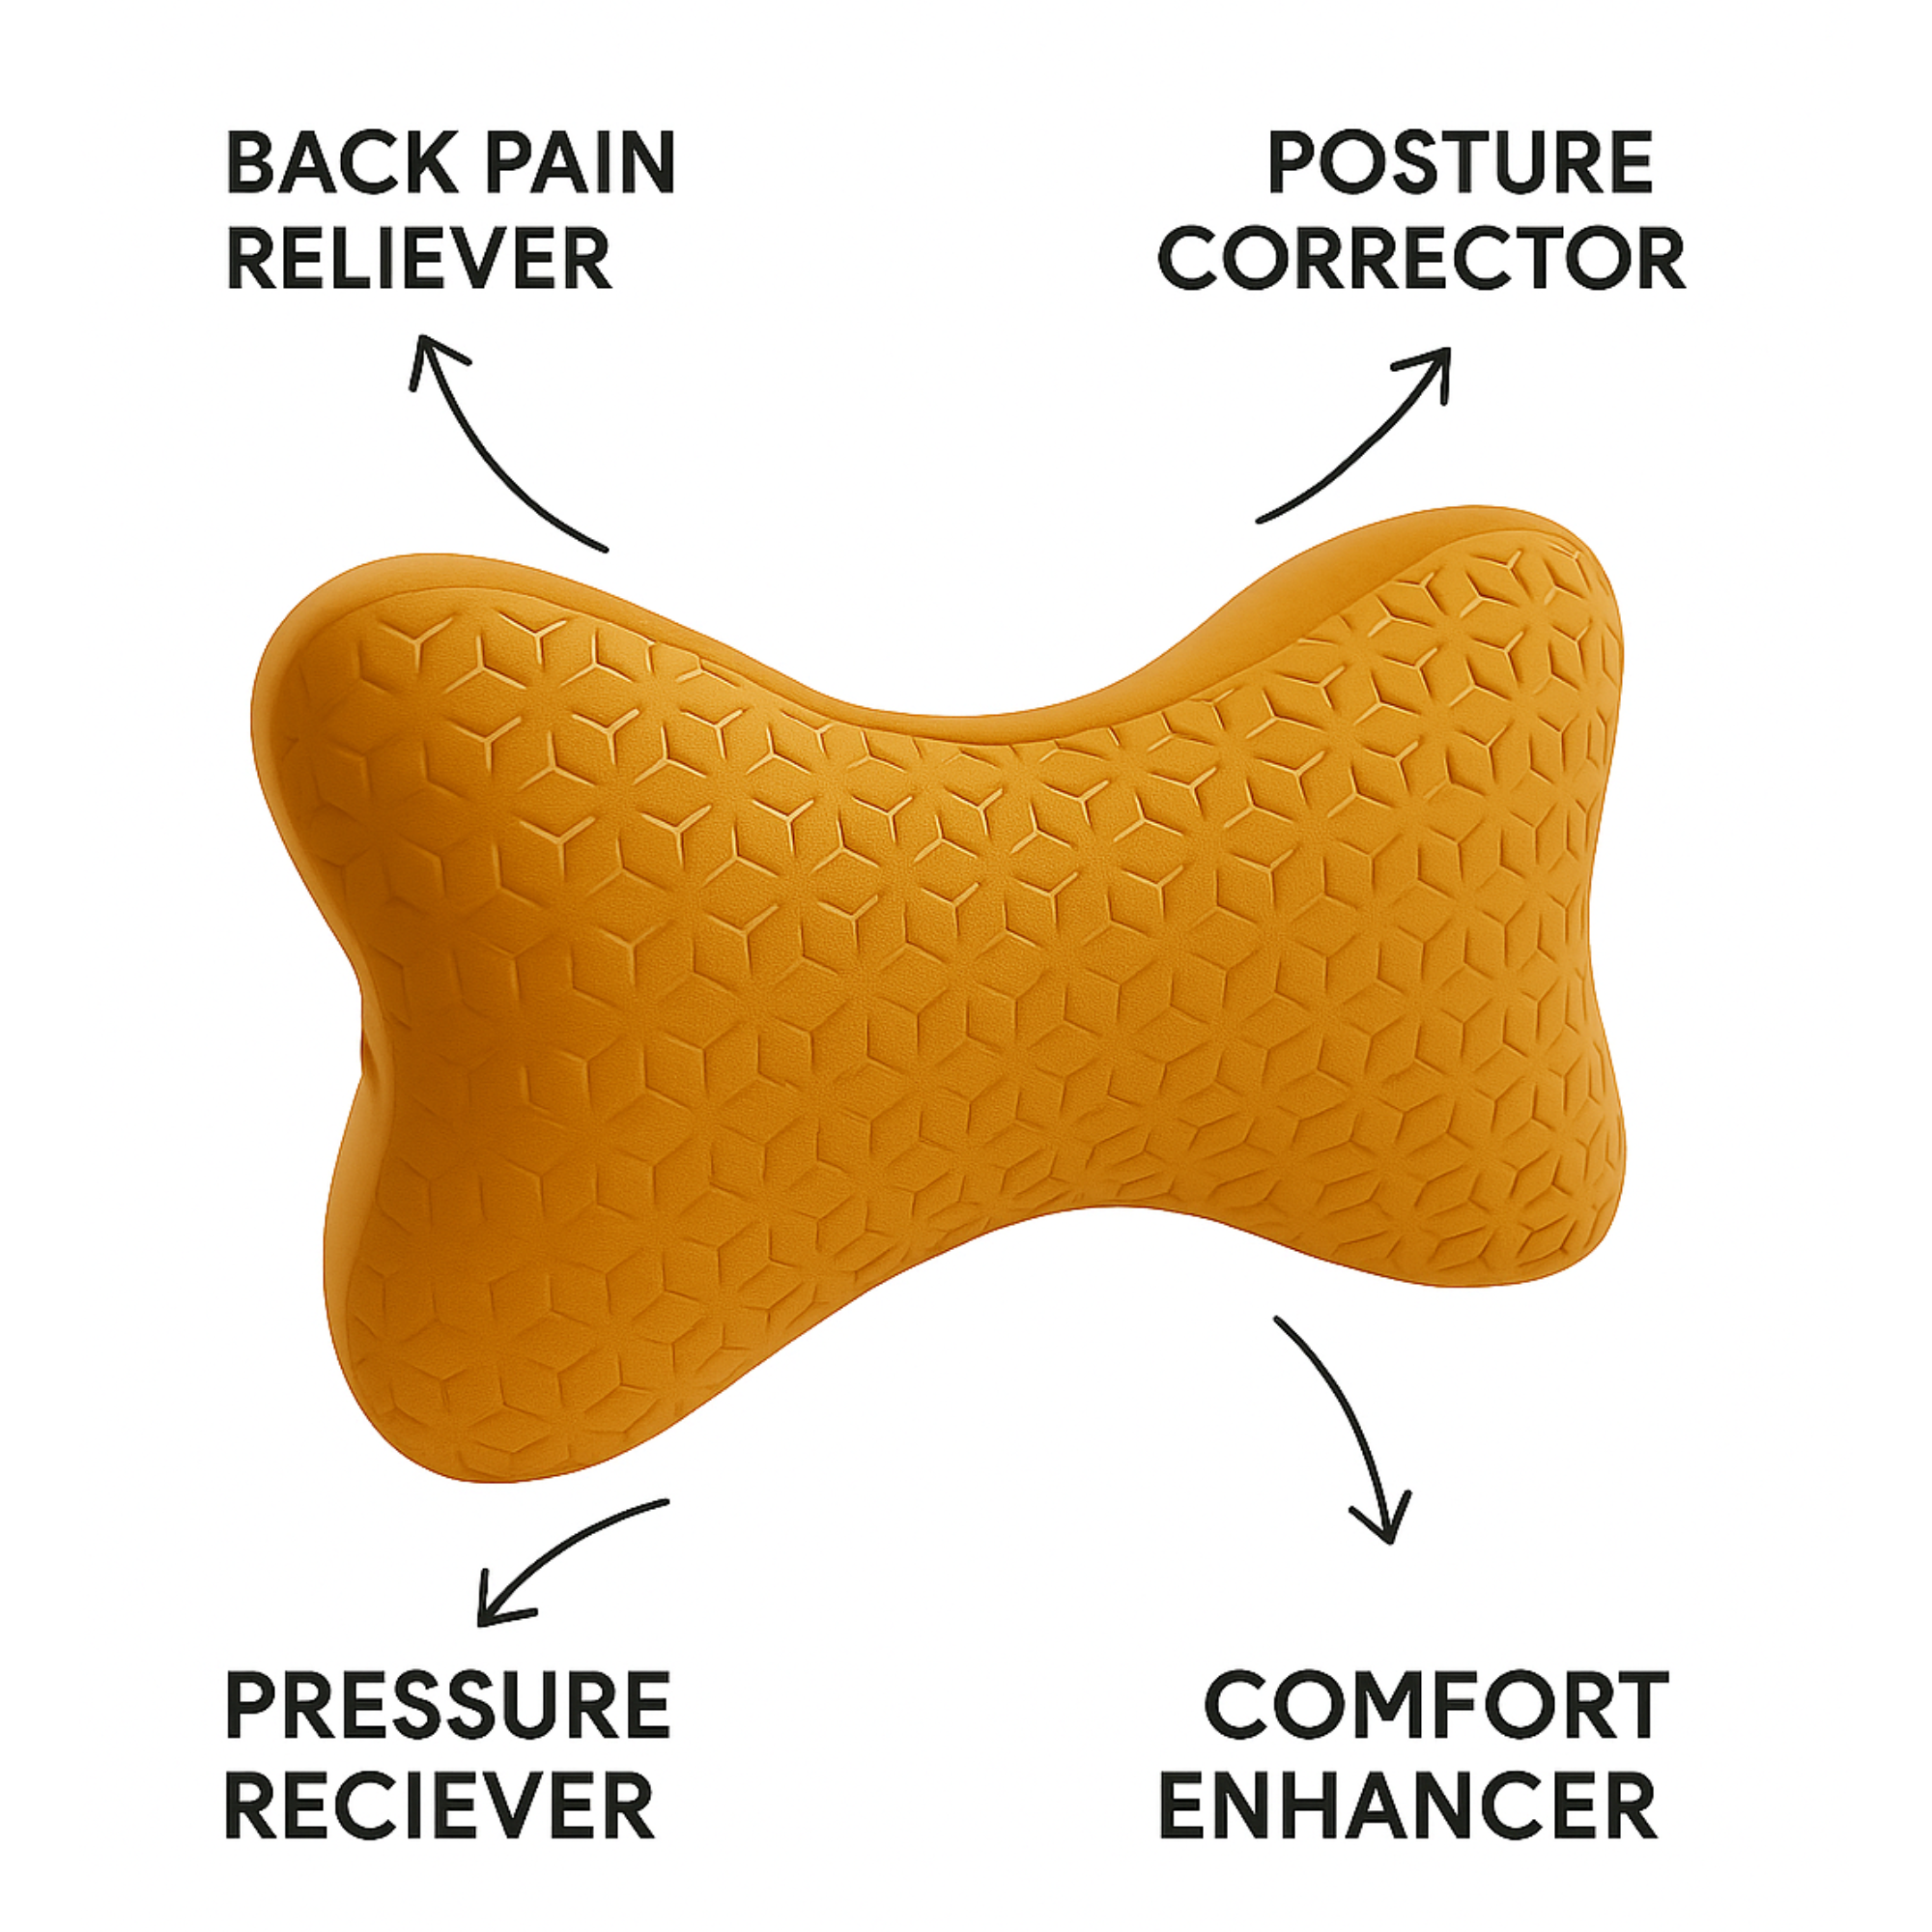 BACK PAIN
RELIEVER
POSTURE
CORRECTOR
PRESSURE
RECIEVER
COMFORT
ENHANCER